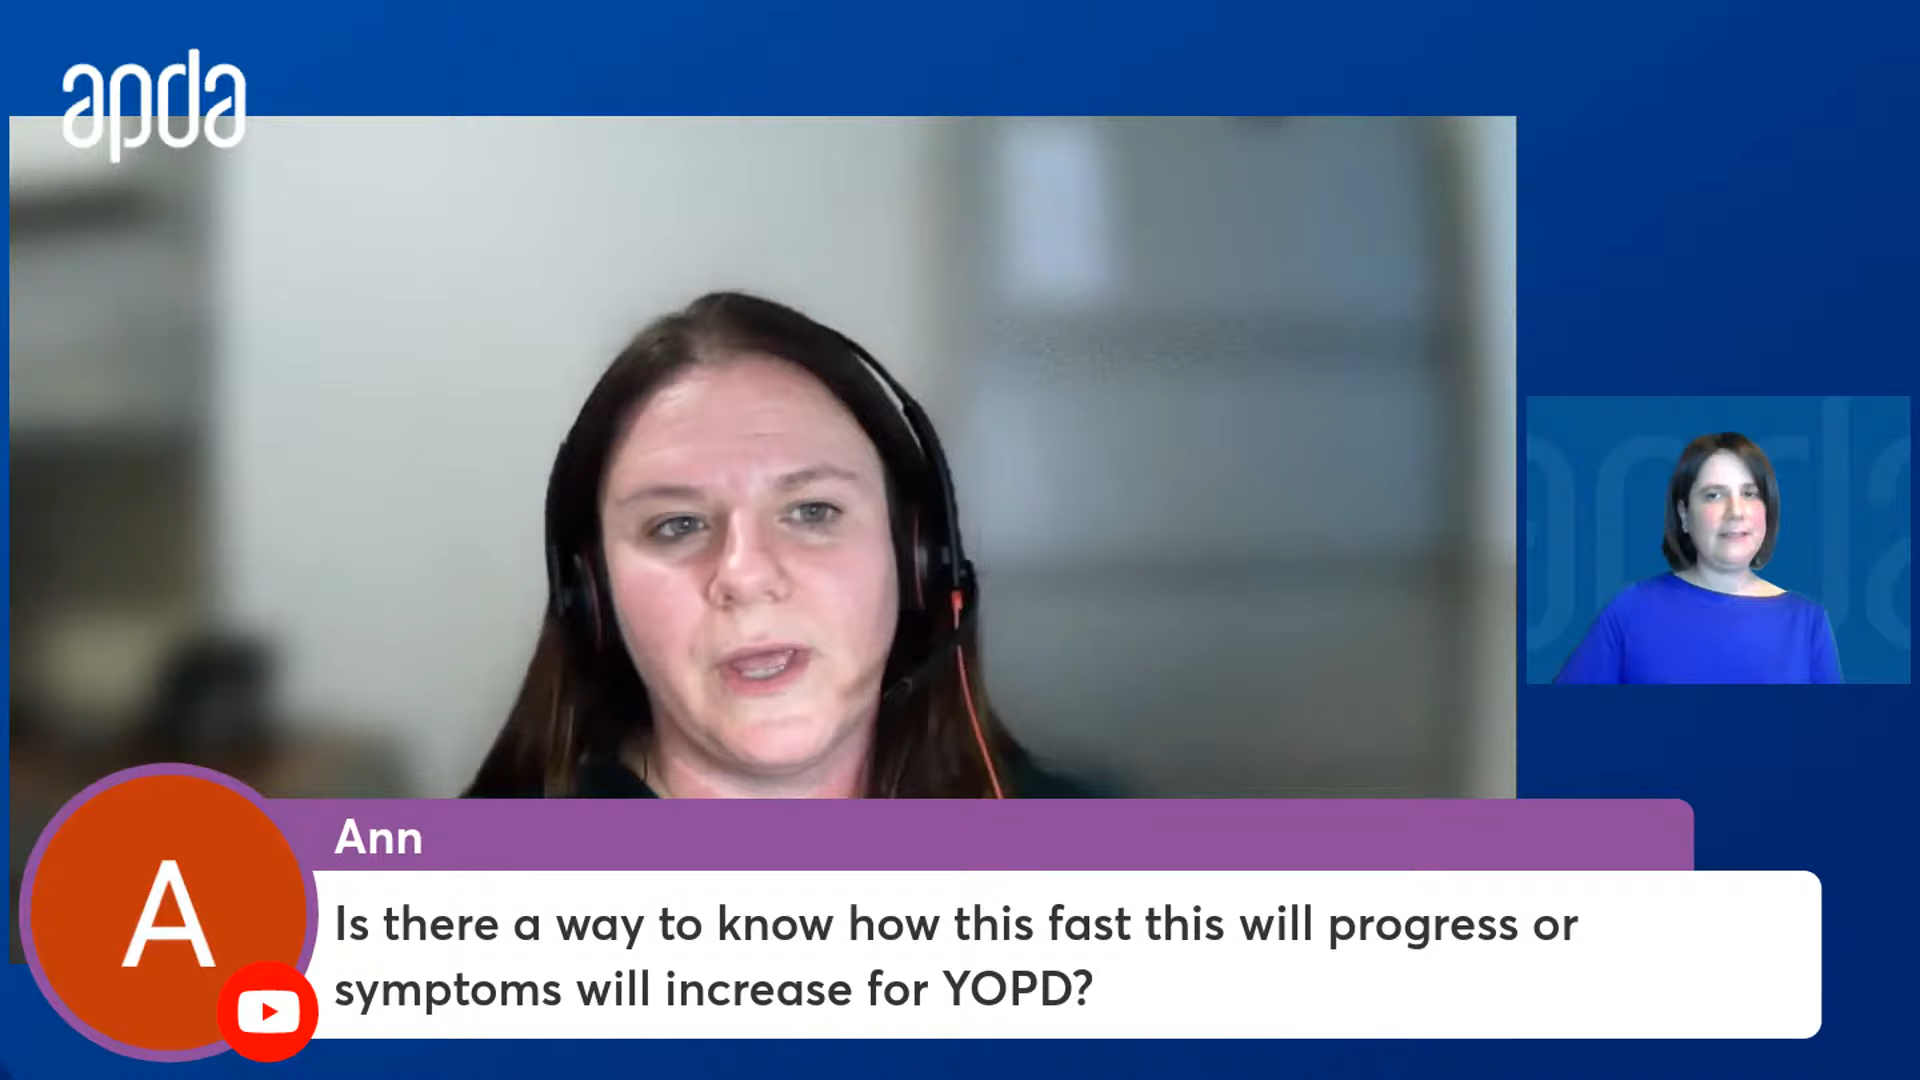 apda
Ann
A
Is there a way to know how this fast this will progress or
symptoms will increase for YOPD?